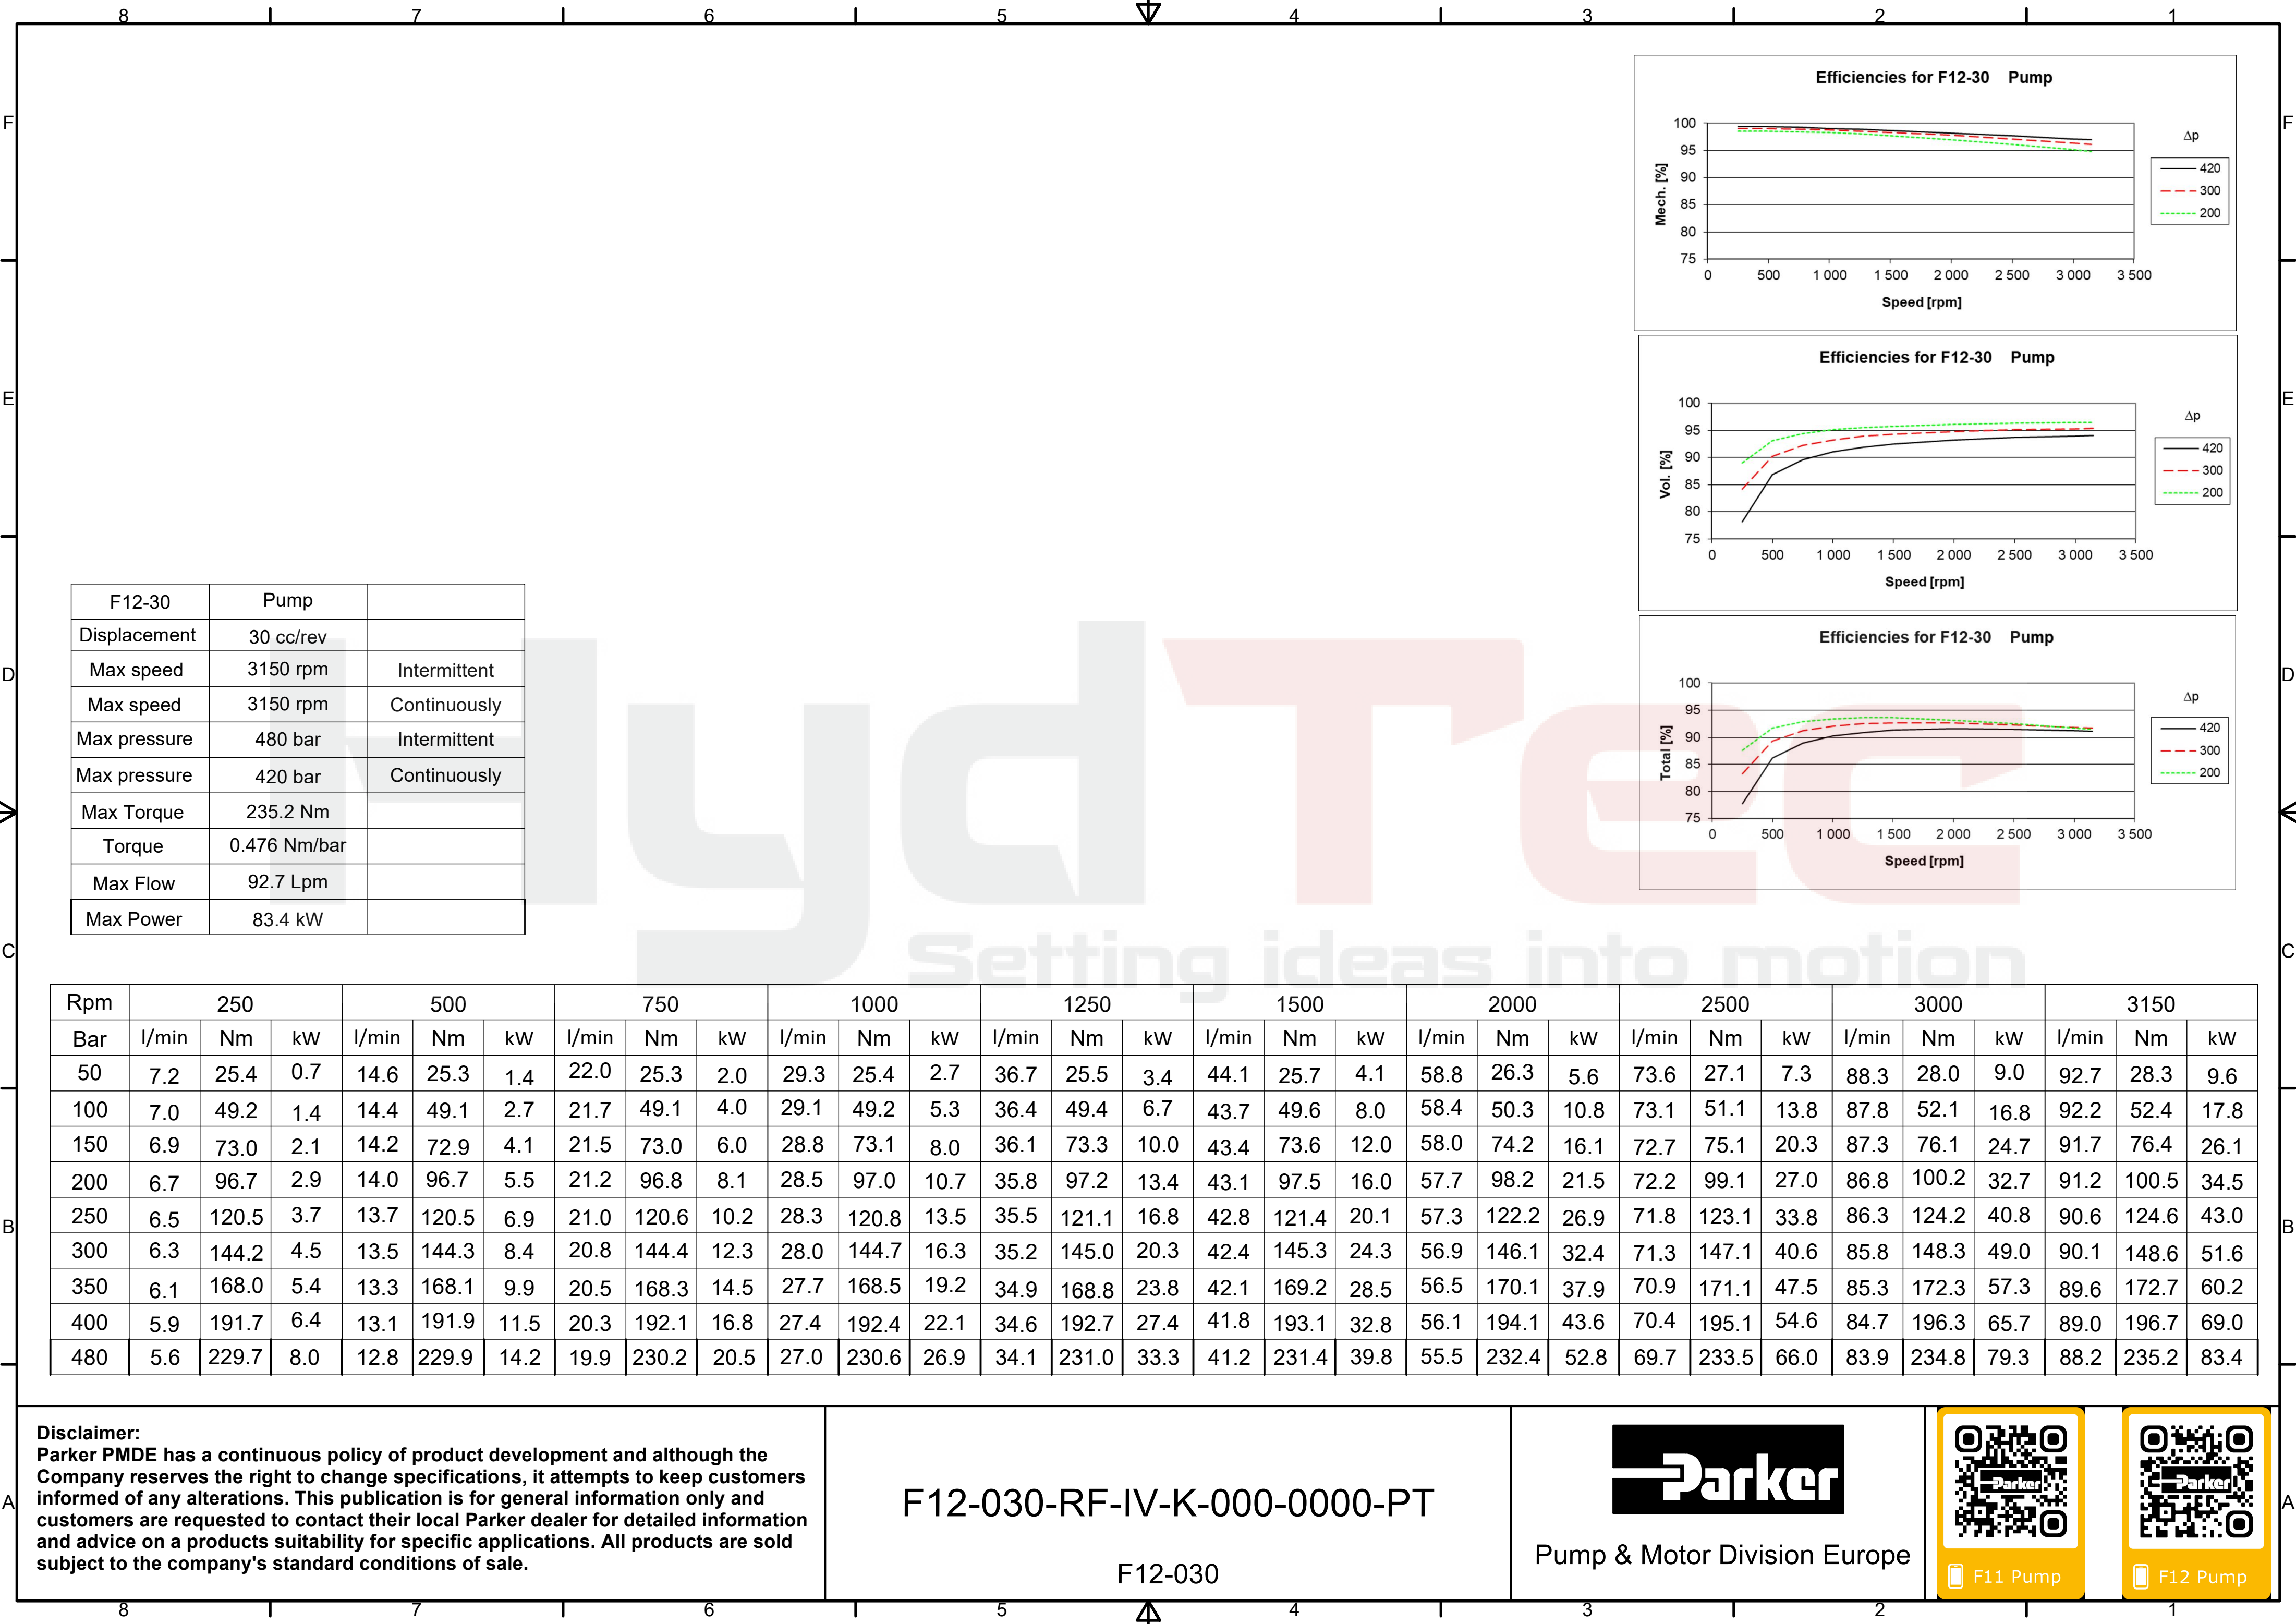 8 7 6 5 4 3 2 1
F F
E E
D D
C C
B B
A A
Efficiencies for F12-30 Pump
Mech. [%]
100
95
90
85
80
75
0 500 1 000 1 500 2 000 2 500 3 000 3 500
Speed [rpm]
Δp
420
300
200
Efficiencies for F12-30 Pump
Vol. [%]
100
95
90
85
80
75
0 500 1 000 1 500 2 000 2 500 3 000 3 500
Speed [rpm]
Δp
420
300
200
Efficiencies for F12-30 Pump
Total [%]
100
95
90
85
80
75
0 500 1 000 1 500 2 000 2 500 3 000 3 500
Speed [rpm]
Δp
420
300
200
F12-30 Pump
Displacement 30 cc/rev
Max speed 3150 rpm Intermittent
Max speed 3150 rpm Continuously
Max pressure 480 bar Intermittent
Max pressure 420 bar Continuously
Max Torque 235.2 Nm
Torque 0.476 Nm/bar
Max Flow 92.7 Lpm
Max Power 83.4 kW
HydTec
Setting ideas into motion
Rpm 250 500 750 1000 1250 1500 2000 2500 3000 3150
Bar l/min Nm kW l/min Nm kW l/min Nm kW l/min Nm kW l/min Nm kW l/min Nm kW l/min Nm kW l/min Nm kW l/min Nm kW l/min Nm kW
50 7.2 25.4 0.7 14.6 25.3 1.4 22.0 25.3 2.0 29.3 25.4 2.7 36.7 25.5 3.4 44.1 25.7 4.1 58.8 26.3 5.6 73.6 27.1 7.3 88.3 28.0 9.0 92.7 28.3 9.6
100 7.0 49.2 1.4 14.4 49.1 2.7 21.7 49.1 4.0 29.1 49.2 5.3 36.4 49.4 6.7 43.7 49.6 8.0 58.4 50.3 10.8 73.1 51.1 13.8 87.8 52.1 16.8 92.2 52.4 17.8
150 6.9 73.0 2.1 14.2 72.9 4.1 21.5 73.0 6.0 28.8 73.1 8.0 36.1 73.3 10.0 43.4 73.6 12.0 58.0 74.2 16.1 72.7 75.1 20.3 87.3 76.1 24.7 91.7 76.4 26.1
200 6.7 96.7 2.9 14.0 96.7 5.5 21.2 96.8 8.1 28.5 97.0 10.7 35.8 97.2 13.4 43.1 97.5 16.0 57.7 98.2 21.5 72.2 99.1 27.0 86.8 100.2 32.7 91.2 100.5 34.5
250 6.5 120.5 3.7 13.7 120.5 6.9 21.0 120.6 10.2 28.3 120.8 13.5 35.5 121.1 16.8 42.8 121.4 20.1 57.3 122.2 26.9 71.8 123.1 33.8 86.3 124.2 40.8 90.6 124.6 43.0
300 6.3 144.2 4.5 13.5 144.3 8.4 20.8 144.4 12.3 28.0 144.7 16.3 35.2 145.0 20.3 42.4 145.3 24.3 56.9 146.1 32.4 71.3 147.1 40.6 85.8 148.3 49.0 90.1 148.6 51.6
350 6.1 168.0 5.4 13.3 168.1 9.9 20.5 168.3 14.5 27.7 168.5 19.2 34.9 168.8 23.8 42.1 169.2 28.5 56.5 170.1 37.9 70.9 171.1 47.5 85.3 172.3 57.3 89.6 172.7 60.2
400 5.9 191.7 6.4 13.1 191.9 11.5 20.3 192.1 16.8 27.4 192.4 22.1 34.6 192.7 27.4 41.8 193.1 32.8 56.1 194.1 43.6 70.4 195.1 54.6 84.7 196.3 65.7 89.0 196.7 69.0
480 5.6 229.7 8.0 12.8 229.9 14.2 19.9 230.2 20.5 27.0 230.6 26.9 34.1 231.0 33.3 41.2 231.4 39.8 55.5 232.4 52.8 69.7 233.5 66.0 83.9 234.8 79.3 88.2 235.2 83.4
Disclaimer:
Parker PMDE has a continuous policy of product development and although the
Company reserves the right to change specifications, it attempts to keep customers
informed of any alterations. This publication is for general information only and
customers are requested to contact their local Parker dealer for detailed information
and advice on a products suitability for specific applications. All products are sold
subject to the company's standard conditions of sale.
F12-030-RF-IV-K-000-0000-PT
F12-030
Parker
Pump & Motor Division Europe
Parker
F11 Pump
Parker
F12 Pump
8 7 6 5 4 3 2 1